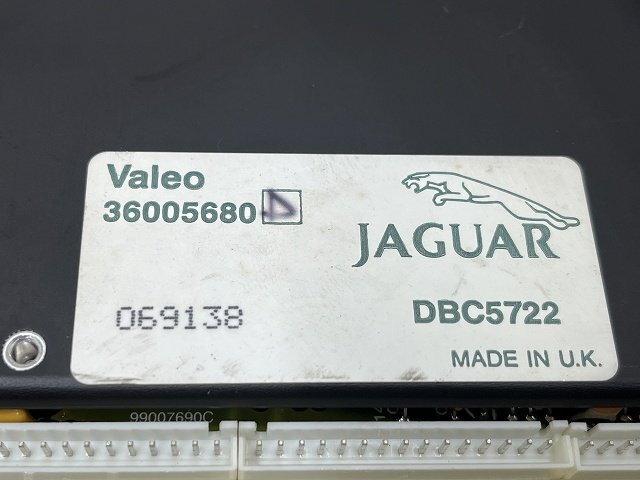 Valeo
36005680 D
JAGUAR
069138
DBC5722
MADE IN U.K.
99007690C